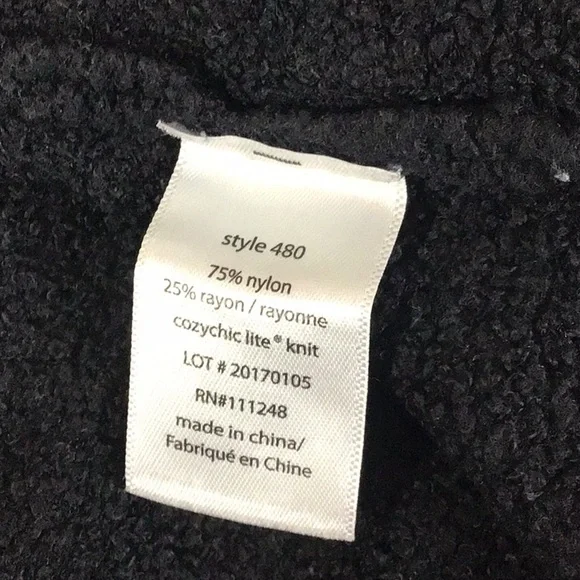 style 480
75% nylon
25% rayon / rayonne
cozychic lite® knit
LOT # 20170105
RN#111248
made in china/
Fabriqué en Chine